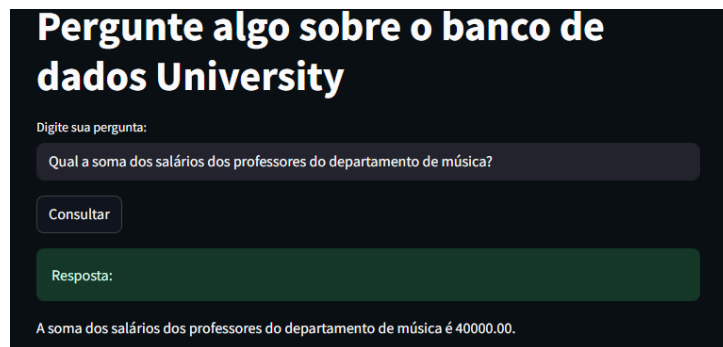 Pergunte algo sobre o banco de
dados University
Digite sua pergunta:
Qual a soma dos salários dos professores do departamento de música?
Consultar
Resposta:
A soma dos salários dos professores do departamento de música é 40000.00.